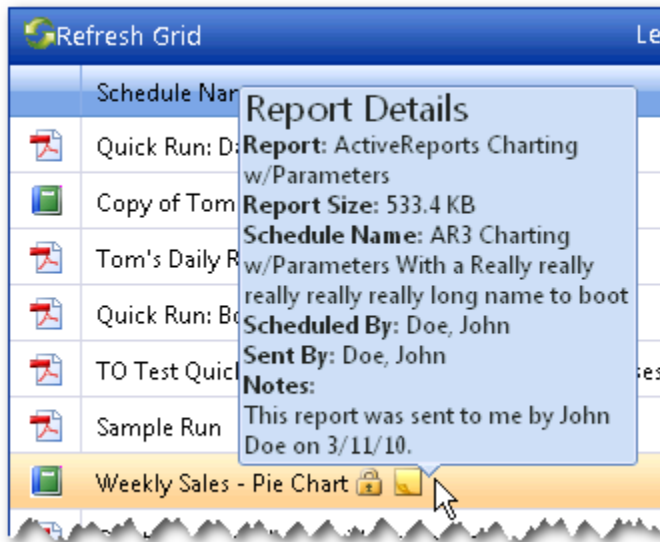 Refresh Grid
Le
Schedule Nar
Report Details
Report: ActiveReports Charting
w/Parameters
Report Size: 533.4 KB
Schedule Name: AR3 Charting
w/Parameters With a Really really
really really really long name to boot
Scheduled By: Doe, John
Sent By: Doe, John
Notes:
This report was sent to me by John
Doe on 3/11/10.
Quick Run: Da
Copy of Tom
Tom's Daily R
Quick Run: Bo
TO Test Quicl
ses
Sample Run
Weekly Sales - Pie Chart